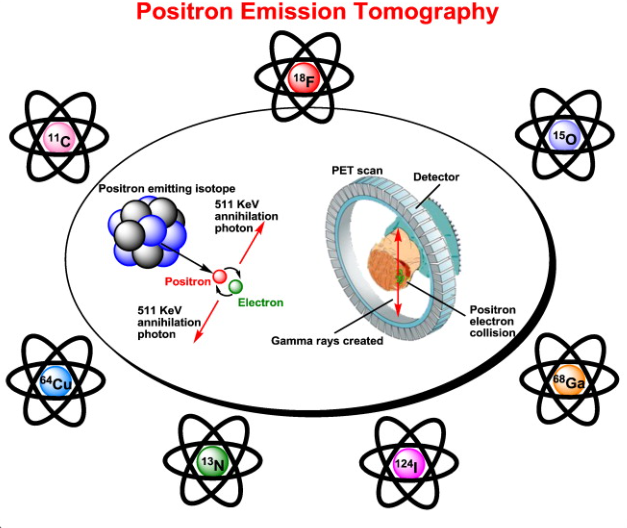 Positron Emission Tomography
¹⁸F
¹¹C
¹⁵O
Positron emitting isotope
511 KeV
annihilation
photon
Positron
Electron
511 KeV
annihilation
photon
PET scan
Detector
Positron
electron
collision
Gamma rays created
⁶⁴Cu
⁶⁸Ga
¹³N
¹²⁴I